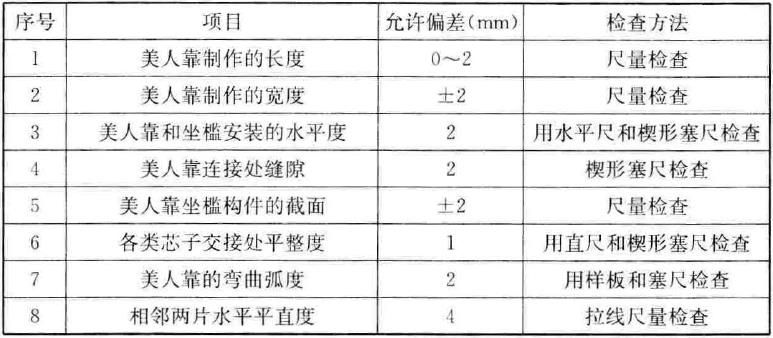 序号 项目 允许偏差(mm) 检查方法
1 美人靠制作的长度 0~2 尺量检查
2 美人靠制作的宽度 ±2 尺量检查
3 美人靠和坐槛安装的水平度 2 用水平尺和楔形塞尺检查
4 美人靠连接处缝隙 2 楔形塞尺检查
5 美人靠坐槛构件的截面 ±2 尺量检查
6 各类芯子交接处平整度 1 用直尺和楔形塞尺检查
7 美人靠的弯曲弧度 2 用样板和塞尺检查
8 相邻两片水平平直度 4 拉线尺量检查